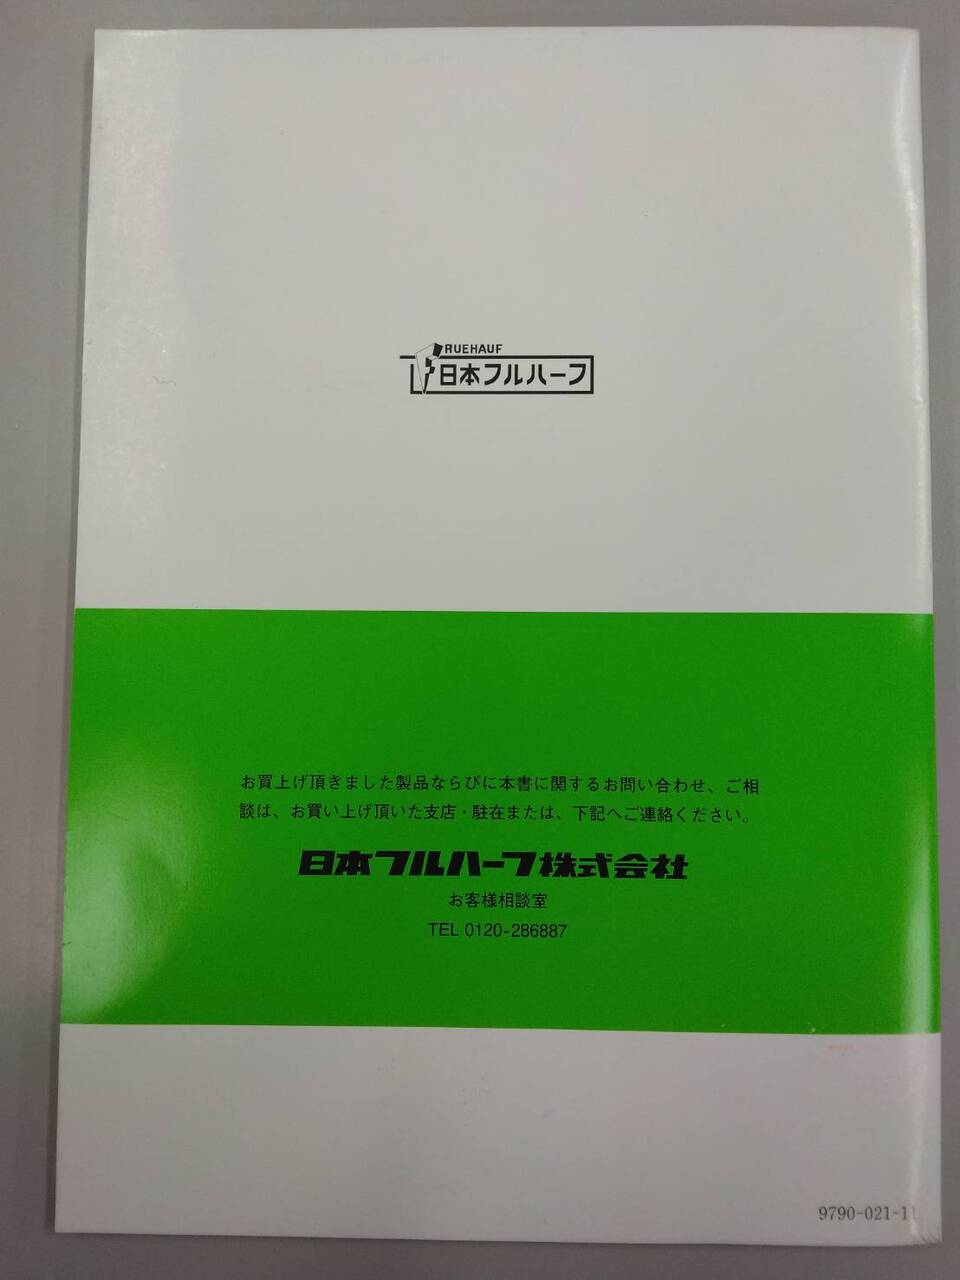 FRUEHAUF
日本フルハーフ
お買上げ頂きました製品ならびに本書に関するお問い合わせ、ご相
談は、お買い上げ頂いた支店・駐在または、下記へご連絡ください。
日本フルハーフ株式会社
お客様相談室
TEL 0120-286887
9790-021-11